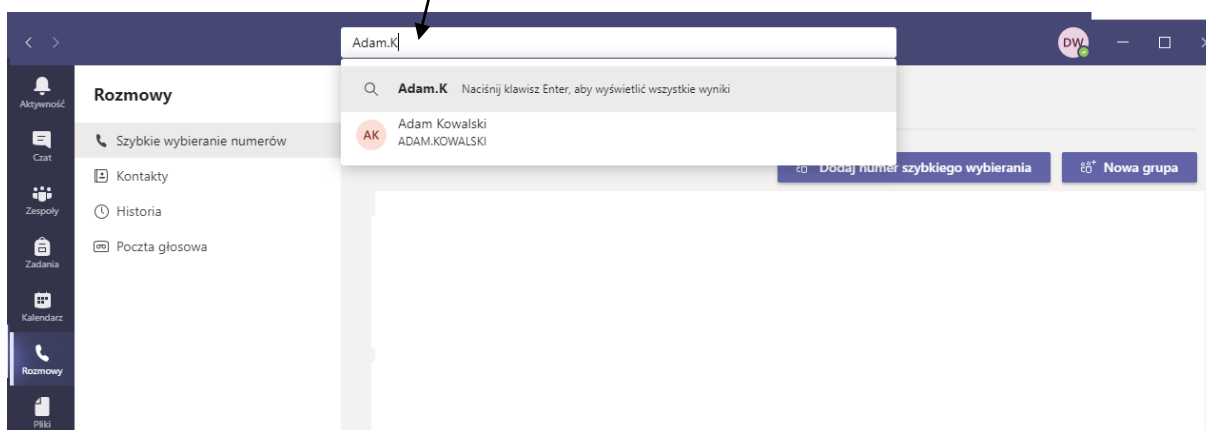 Adam.K
DW
Adam.K Naciśnij klawisz Enter, aby wyświetlić wszystkie wyniki
AK
Adam Kowalski
ADAM.KOWALSKI
Aktywność
Czat
Zespoły
Zadania
Kalendarz
Rozmowy
Pliki
Rozmowy
Szybkie wybieranie numerów
Kontakty
Historia
Poczta głosowa
Dodaj numer szybkiego wybierania
Nowa grupa